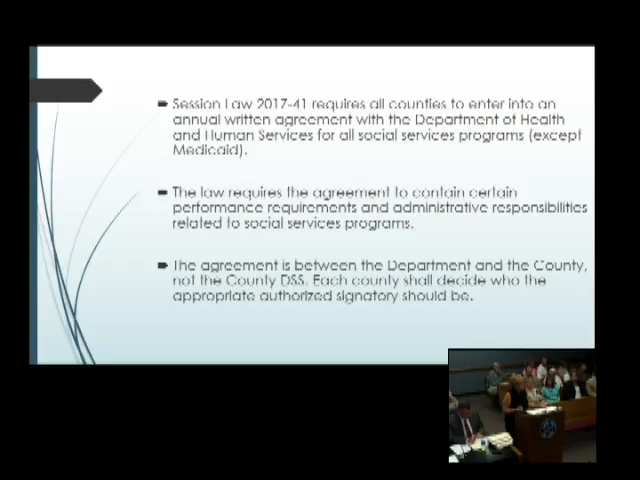 Session Law 2017-41 requires all counties to enter into an
annual written agreement with the Department of Health
and Human Services for all social services programs (except
Medicaid).
The law requires the agreement to contain certain
performance requirements and administrative responsibilities
related to social services programs.
The agreement is between the Department and the County,
not the County DSS. Each county shall decide who the
appropriate authorized signatory should be.